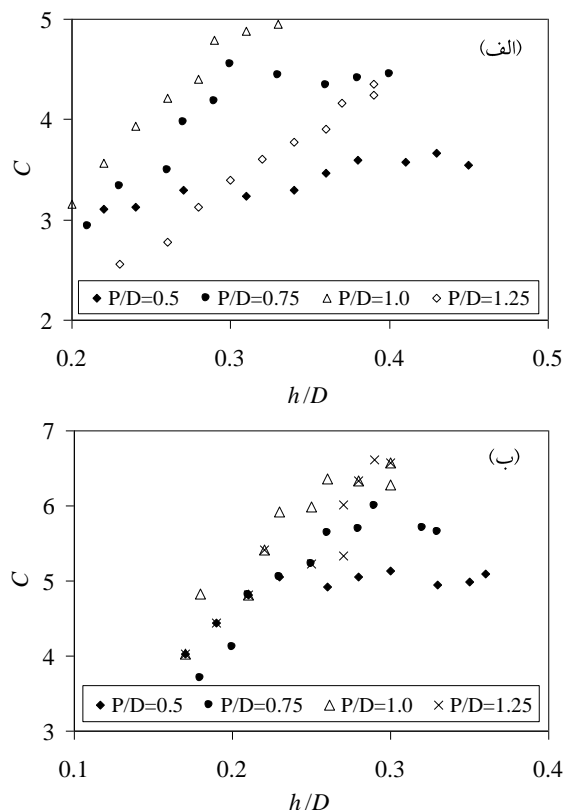 5
(الف)
4
C
3
◆ P/D=0.5 ● P/D=0.75 △ P/D=1.0 ◇ P/D=1.25
2
0.2 0.3 0.4 0.5
h/D
7
(ب)
6
C
5
4
◆ P/D=0.5 ● P/D=0.75 △ P/D=1.0 × P/D=1.25
3
0.1 0.2 0.3 0.4
h/D